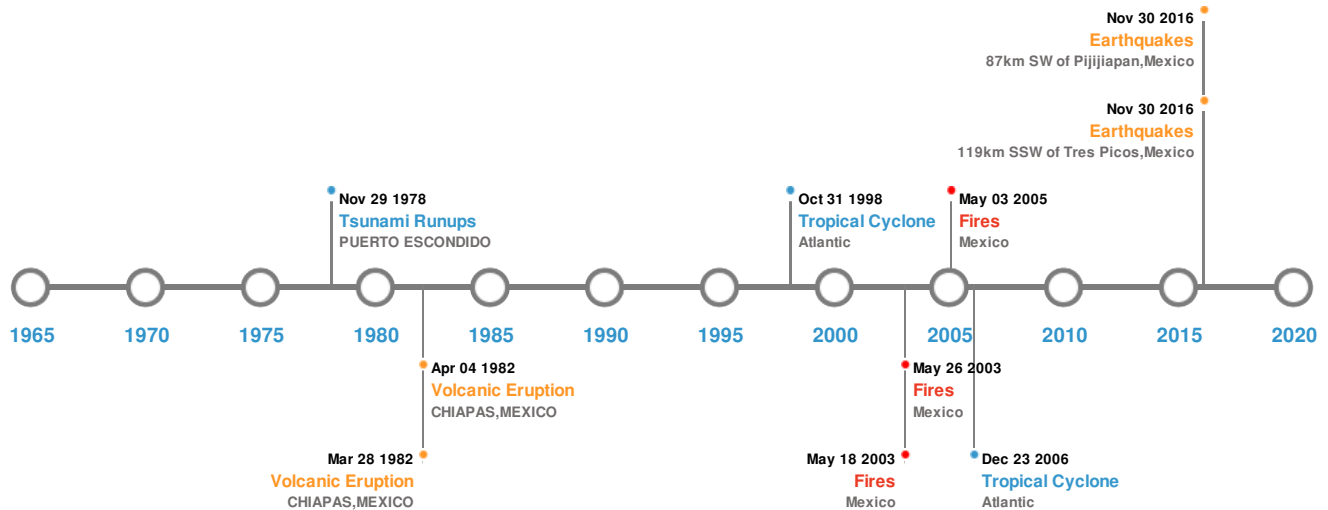 Nov 30 2016
Earthquakes
87km SW of Pijijiapan,Mexico
Nov 30 2016
Earthquakes
119km SSW of Tres Picos,Mexico
Nov 29 1978
Tsunami Runups
PUERTO ESCONDIDO
Oct 31 1998
Tropical Cyclone
Atlantic
May 03 2005
Fires
Mexico
1965 1970 1975 1980 1985 1990 1995 2000 2005 2010 2015 2020
Apr 04 1982
Volcanic Eruption
CHIAPAS,MEXICO
May 26 2003
Fires
Mexico
Mar 28 1982
Volcanic Eruption
CHIAPAS,MEXICO
May 18 2003
Fires
Mexico
Dec 23 2006
Tropical Cyclone
Atlantic